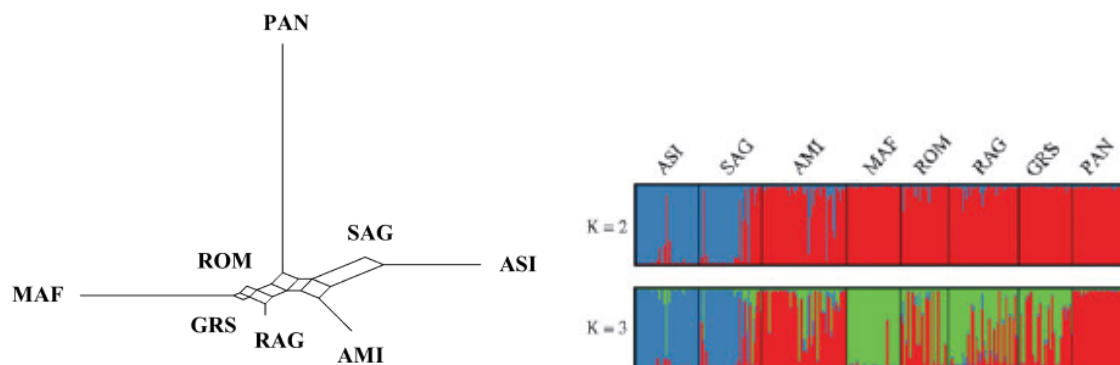 PAN
SAG
ROM
ASI
MAF
GRS
RAG
AMI
ASI SAG AMI MAF ROM RAG GRS PAN
K = 2
K = 3